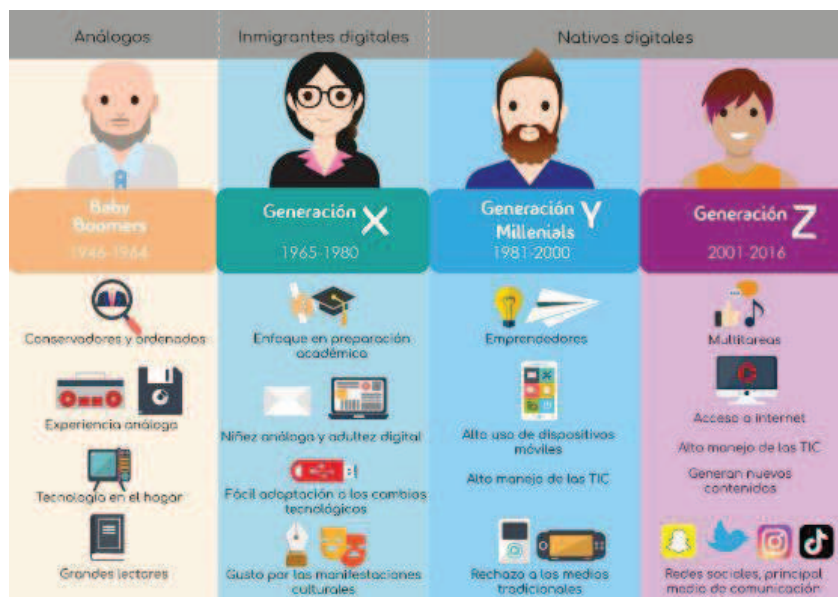 Análogos
Inmigrantes digitales
Nativos digitales
Baby
Boomers
1946-1964
Generación X
1965-1980
Generación Y
Millenials
1981-2000
Generación Z
2001-2016
Conservadores y ordenados
Experiencia análoga
Tecnología en el hogar
Grandes lectores
Enfoque en preparación
académica
Niñez análoga y adultez digital
Fácil adaptación a los cambios
tecnológicos
Gusto por las manifestaciones
culturales
Emprendedores
Alto uso de dispositivos
móviles
Alto manejo de las TIC
Rechazo a los medios
tradicionales
Multitareas
Acceso a internet
Alto manejo de las TIC
Generan nuevos
contenidos
Redes sociales, principal
medio de comunicación